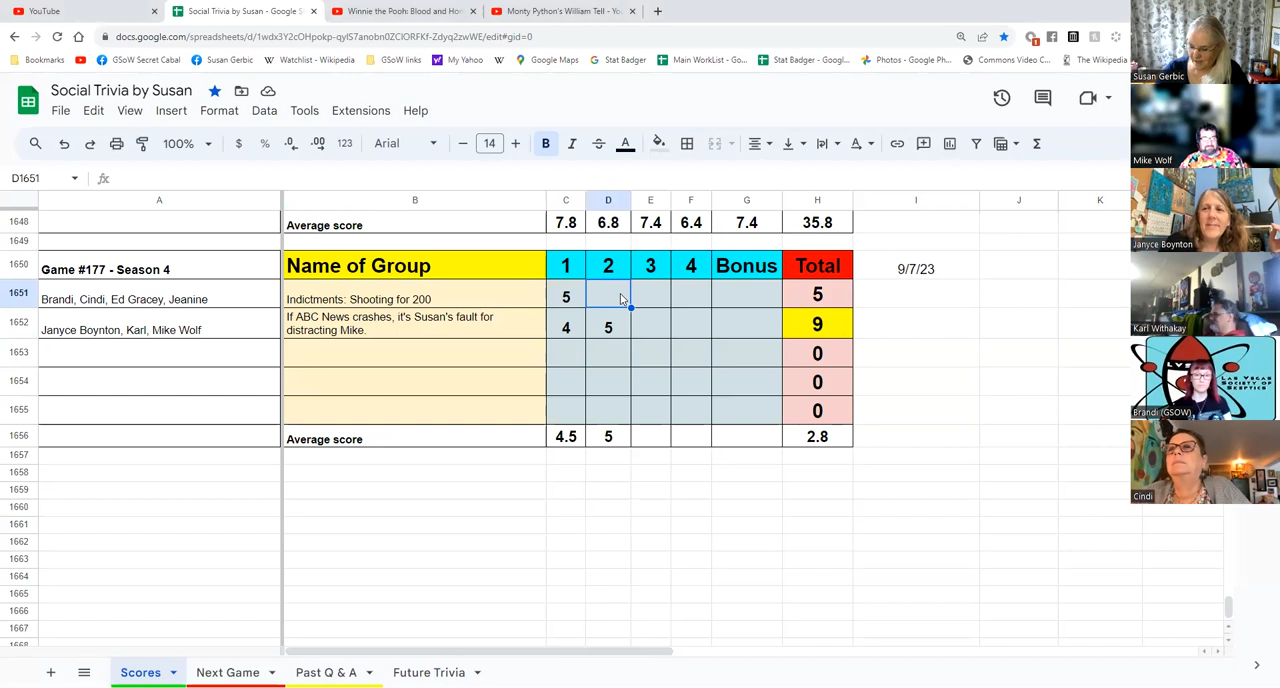 YouTube
Social Trivia by Susan - Google S
Winnie the Pooh: Blood and Hon
Monty Python's William Tell - Yo
docs.google.com/spreadsheets/d/1wdx3Y2cOHpokp-qyIS7anobn0ZClORFKf-Zdyq2zwWE/edit#gid=0
Bookmarks
GSoW Secret Cabal
Susan Gerbic
Watchlist - Wikipedia
GSoW links
My Yahoo
Google Maps
Stat Badger
Main WorkList - Go...
Stat Badger - Googl...
Photos - Google Ph...
Commons Video C...
The Wikipedia
Social Trivia by Susan
File Edit View Insert Format Data Tools Extensions Help
100% $ % .0 .00 123 Arial 14 B I S A
D1651 fx
A B C D E F G H I J K
1648 Average score 7.8 6.8 7.4 6.4 7.4 35.8
1649
1650 Game #177 - Season 4 Name of Group 1 2 3 4 Bonus Total 9/7/23
1651 Brandi, Cindi, Ed Gracey, Jeanine Indictments: Shooting for 200 5 5
1652 Janyce Boynton, Karl, Mike Wolf If ABC News crashes, it's Susan's fault for distracting Mike. 4 5 9
1653 0
1654 0
1655 0
1656 Average score 4.5 5 2.8
1657
1658
1659
1660
1661
1662
1663
1664
1665
1666
1667
1668
Scores Next Game Past Q & A Future Trivia
Susan Gerbic
Mike Wolf
Janyce Boynton
Karl Withakay
LAS VEGAS
SOCIETY OF
SKEPTICS
Brandi (GSOW)
Cindi